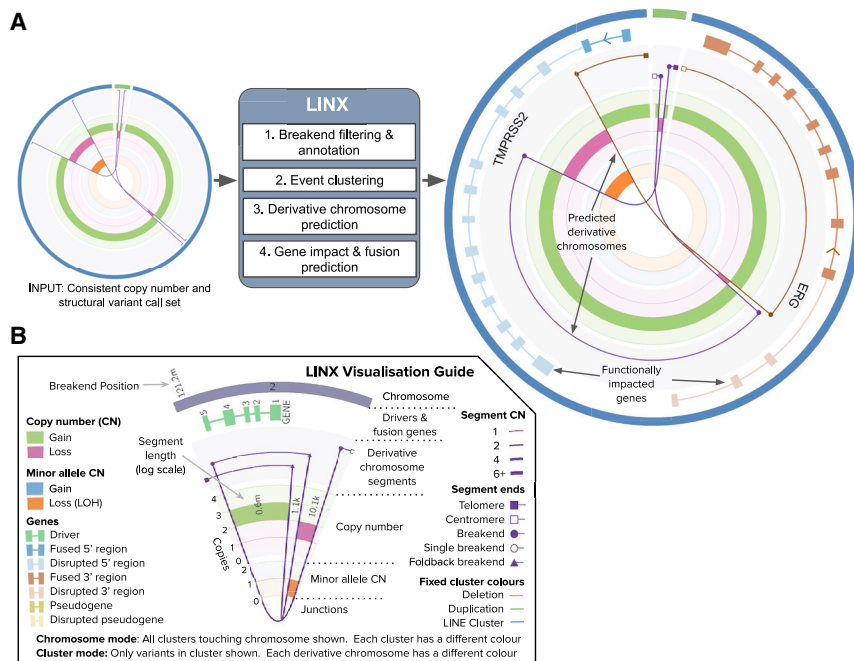 A
LINX
1. Breakend filtering &
annotation
2. Event clustering
3. Derivative chromosome
prediction
4. Gene impact & fusion
prediction
INPUT: Consistent copy number and
structural variant call set
TMPRSS2
Predicted
derivative
chromosomes
ERG
Functionally
impacted
genes
B
LINX Visualisation Guide
Breakend Position
121.2m
2
Chromosome
Copy number (CN)
Gain
Loss
Minor allele CN
Gain
Loss (LOH)
Genes
Driver
Fused 5' region
Disrupted 5' region
Fused 3' region
Disrupted 3' region
Pseudogene
Disrupted pseudogene
5
4
3
2
1
GENE
Segment
length
(log scale)
Drivers &
fusion genes
Derivative
chromosome
segments
Copy number
Minor allele CN
Junctions
0.6m
1.1k
10.1k
4
3
2
1
0
2
1
0
Copies
Segment CN
1
2
4
6+
Segment ends
Telomere
Centromere
Breakend
Single breakend
Foldback breakend
Fixed cluster colours
Deletion
Duplication
LINE Cluster
Chromosome mode: All clusters touching chromosome shown. Each cluster has a different colour
Cluster mode: Only variants in cluster shown. Each derivative chromosome has a different colour